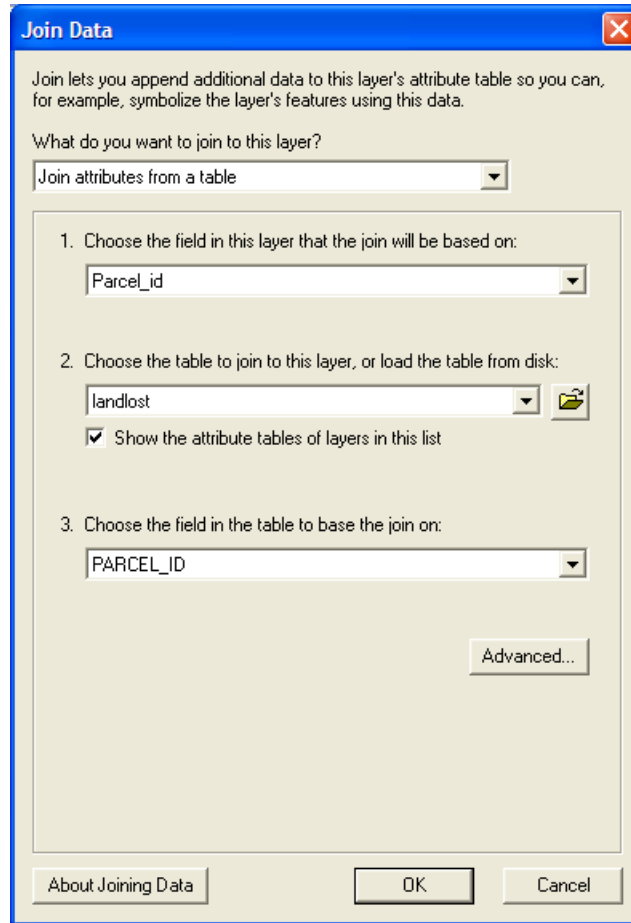 Join Data
Join lets you append additional data to this layer's attribute table so you can,
for example, symbolize the layer's features using this data.
What do you want to join to this layer?
Join attributes from a table
1. Choose the field in this layer that the join will be based on:
Parcel_id
2. Choose the table to join to this layer, or load the table from disk:
landlost
Show the attribute tables of layers in this list
3. Choose the field in the table to base the join on:
PARCEL_ID
Advanced...
About Joining Data
OK
Cancel